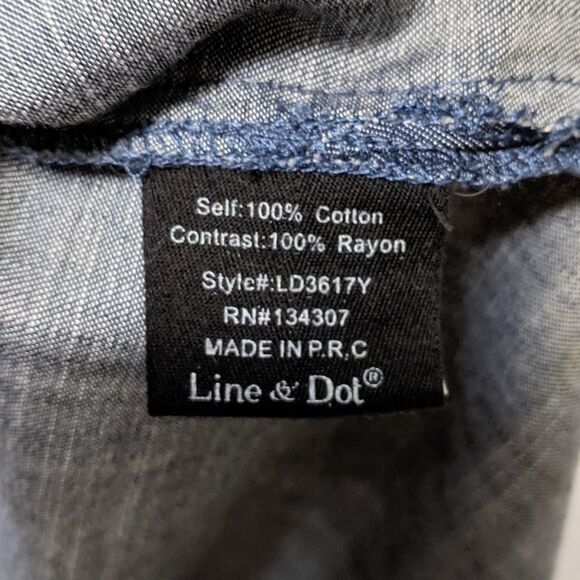 Self:100% Cotton
Contrast:100% Rayon
Style#:LD3617Y
RN#134307
MADE IN P.R.C
Line & Dot®